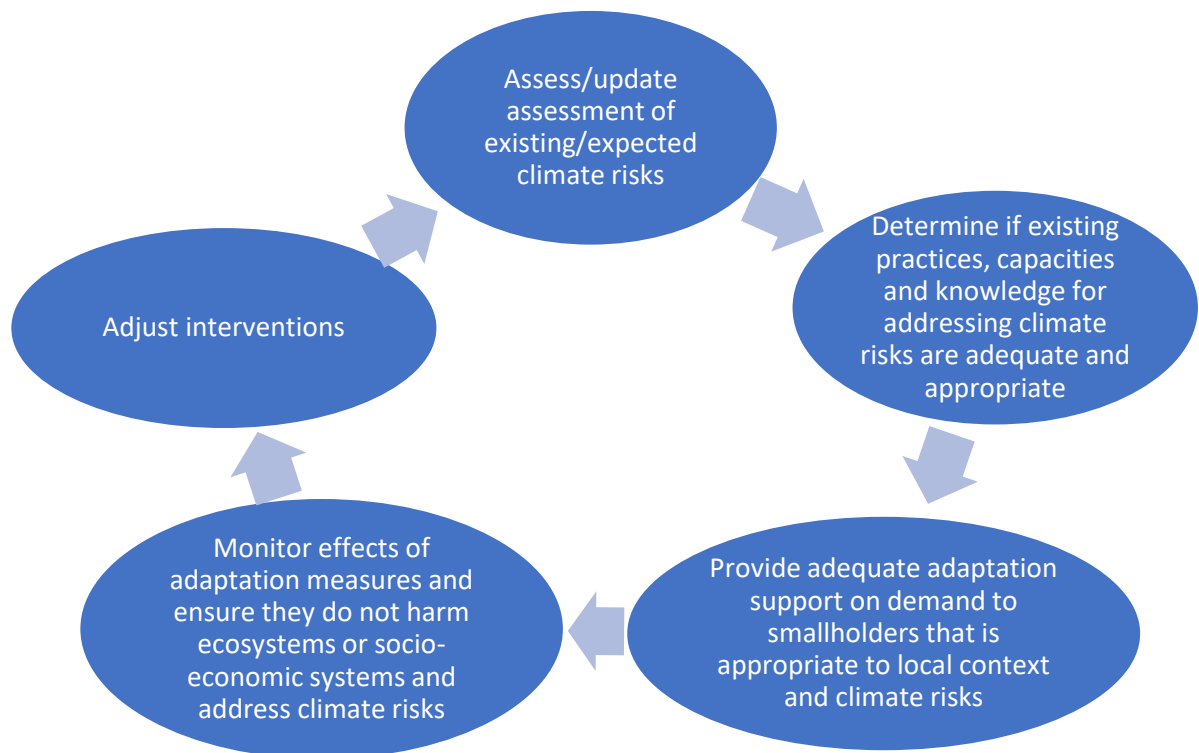 Assess/update
assessment of
existing/expected
climate risks
Determine if existing
practices, capacities
and knowledge for
addressing climate
risks are adequate and
appropriate
Provide adequate adaptation
support on demand to
smallholders that is
appropriate to local context
and climate risks
Monitor effects of
adaptation measures and
ensure they do not harm
ecosystems or socio-
economic systems and
address climate risks
Adjust interventions